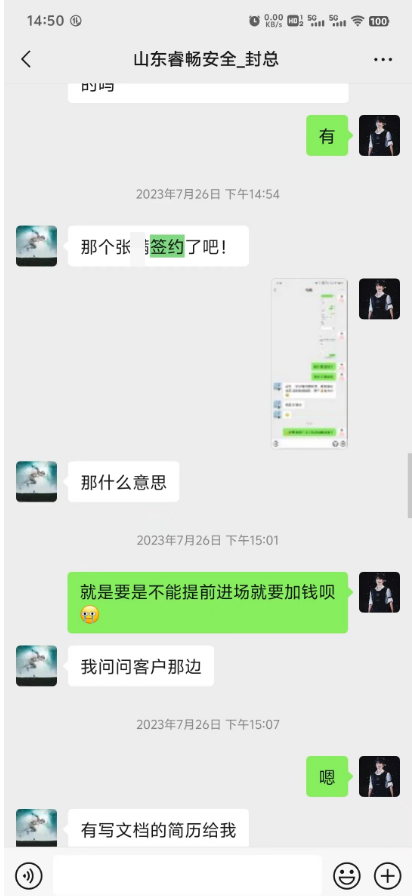 14:50
0.00
KB/s
HD
5G
5G
100
山东睿畅安全_封总
的吗
有
2023年7月26日 下午14:54
那个张 签约了吧！
那什么意思
2023年7月26日 下午15:01
就是要是不能提前进场就要加钱呗
我问问客户那边
2023年7月26日 下午15:07
嗯
有写文档的简历给我